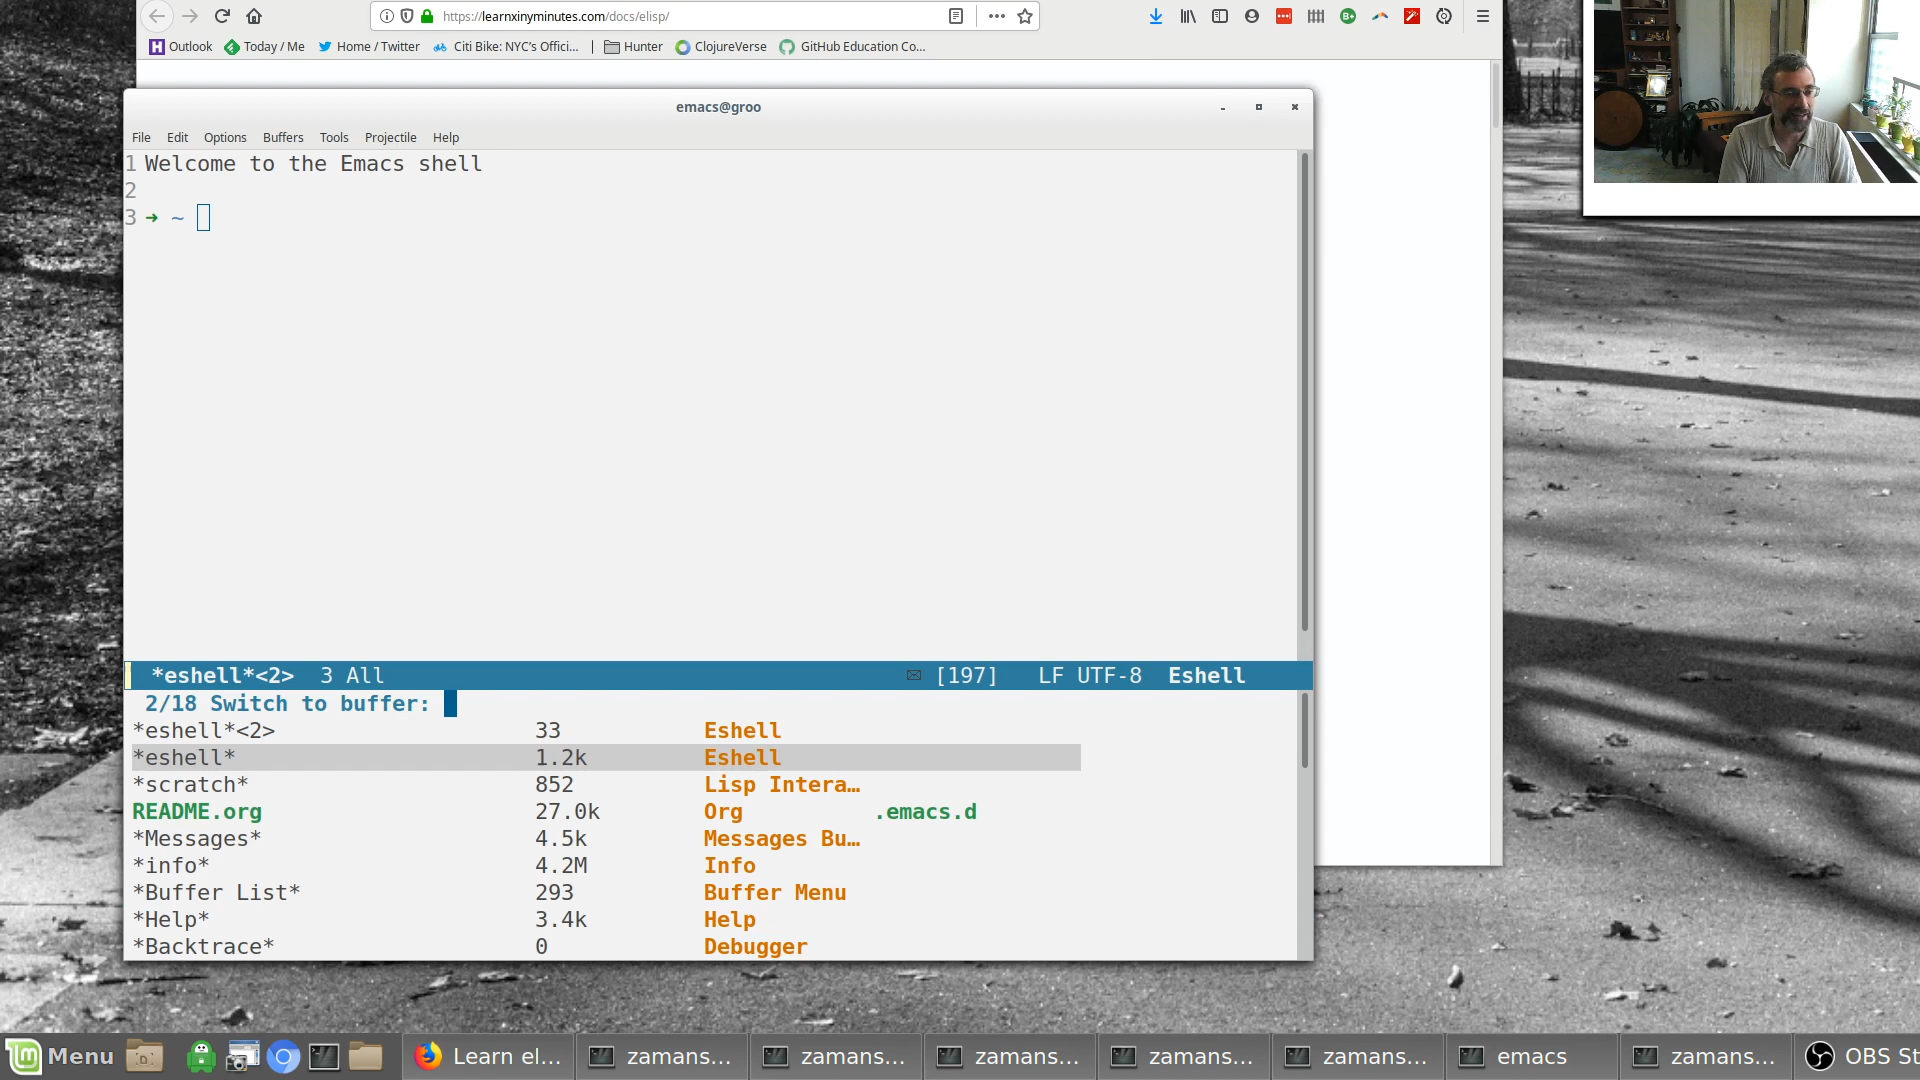 https://learnxinyminutes.com/docs/elisp/
Outlook Today / Me Home / Twitter Citi Bike: NYC's Offici... Hunter ClojureVerse GitHub Education Co...
emacs@groo
File Edit Options Buffers Tools Projectile Help
1 Welcome to the Emacs shell
2
3 → ~
*eshell*<2> 3 All [197] LF UTF-8 Eshell
2/18 Switch to buffer:
*eshell*<2> 33 Eshell
*eshell* 1.2k Eshell
*scratch* 852 Lisp Intera…
README.org 27.0k Org .emacs.d
*Messages* 4.5k Messages Bu…
*info* 4.2M Info
*Buffer List* 293 Buffer Menu
*Help* 3.4k Help
*Backtrace* 0 Debugger
Menu Learn el... zamans... zamans... zamans... zamans... zamans... emacs zamans... OBS St